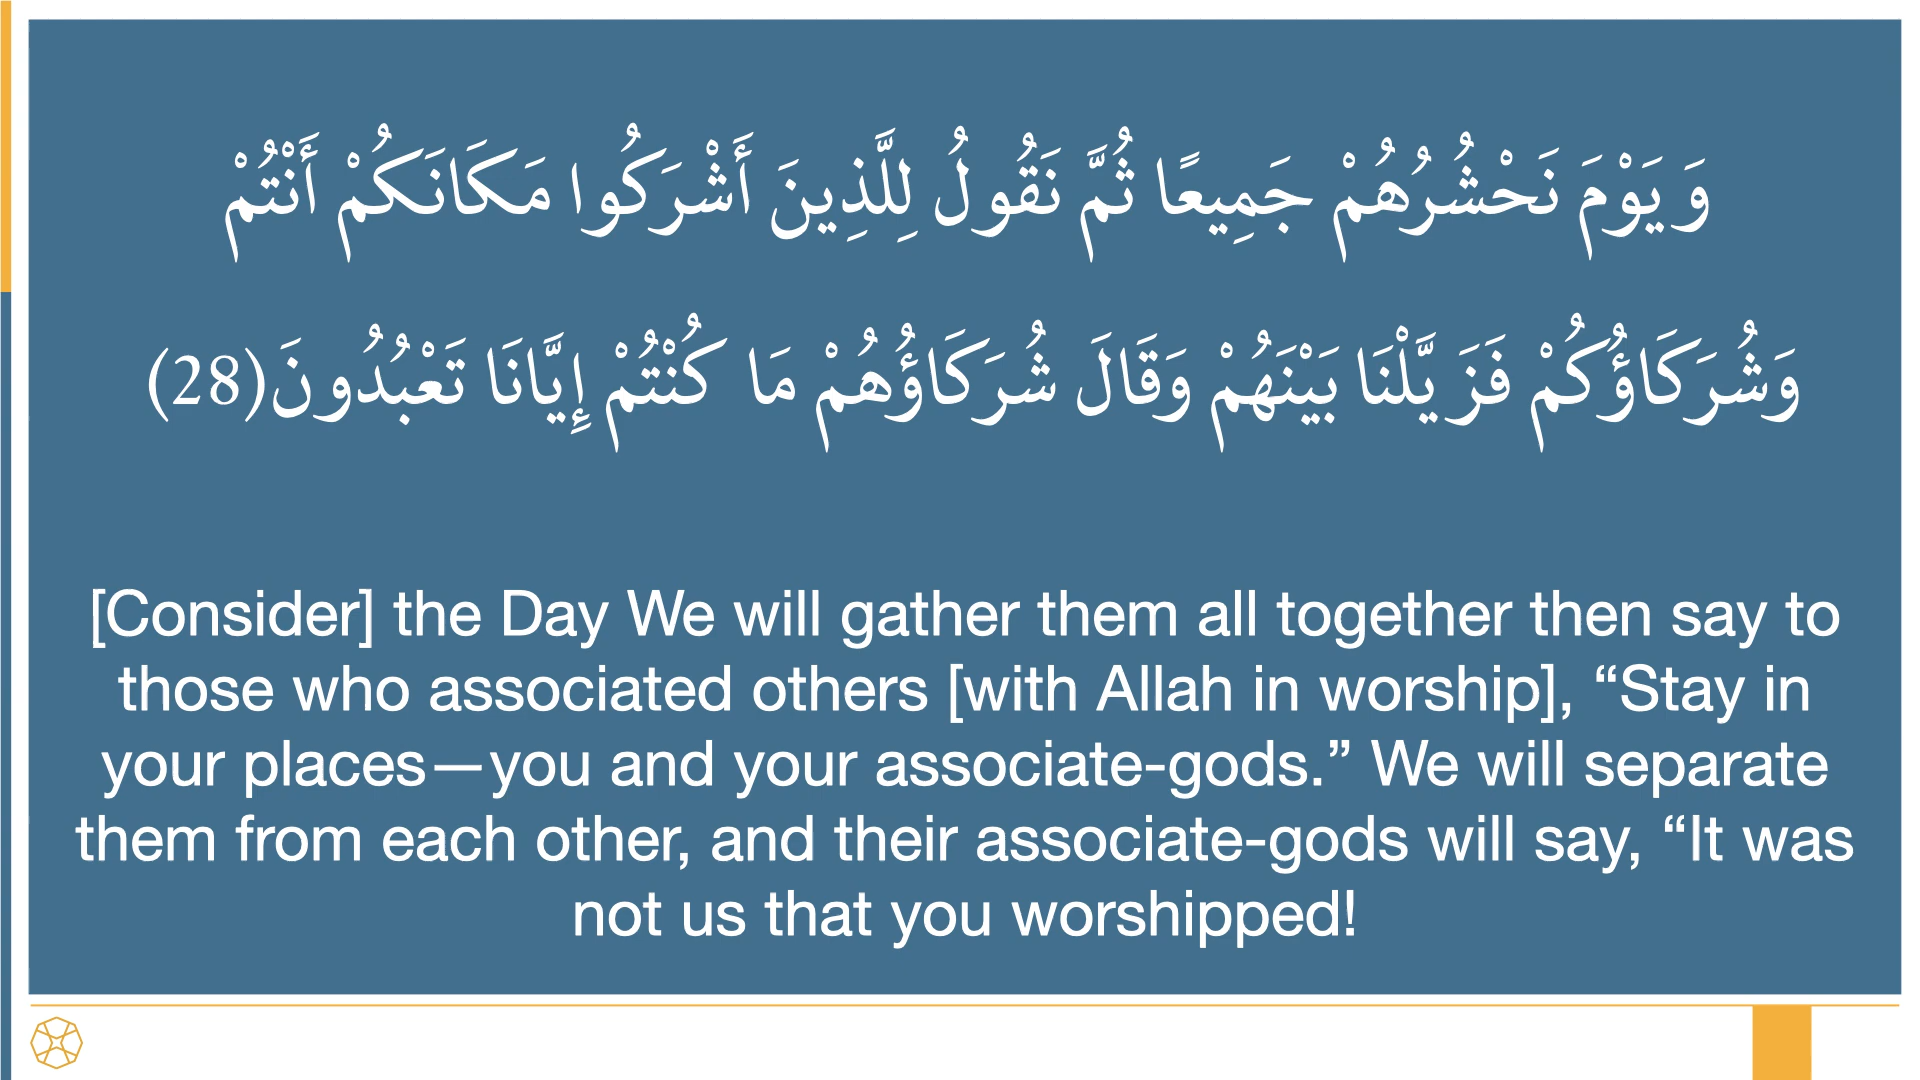 وَيَوْمَ نَحْشُرُهُمْ جَمِيعًا ثُمَّ نَقُولُ لِلَّذِينَ أَشْرَكُوا مَكَانَكُمْ أَنْتُمْ
وَشُرَكَاؤُكُمْ فَزَيَّلْنَا بَيْنَهُمْ وَقَالَ شُرَكَاؤُهُمْ مَا كُنْتُمْ إِيَّانَا تَعْبُدُونَ(28)
[Consider] the Day We will gather them all together then say to
those who associated others [with Allah in worship], “Stay in
your places—you and your associate-gods.” We will separate
them from each other, and their associate-gods will say, “It was
not us that you worshipped!